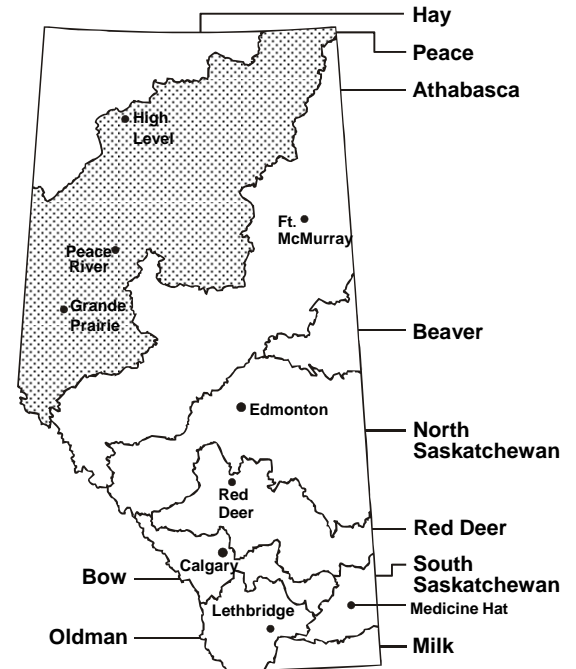 Hay
Peace
Athabasca
High
Level
Ft.
McMurray
Peace
River
Grande
Prairie
Beaver
Edmonton
North
Saskatchewan
Red
Deer
Red Deer
Calgary
South
Saskatchewan
Bow
Lethbridge
Medicine Hat
Oldman
Milk